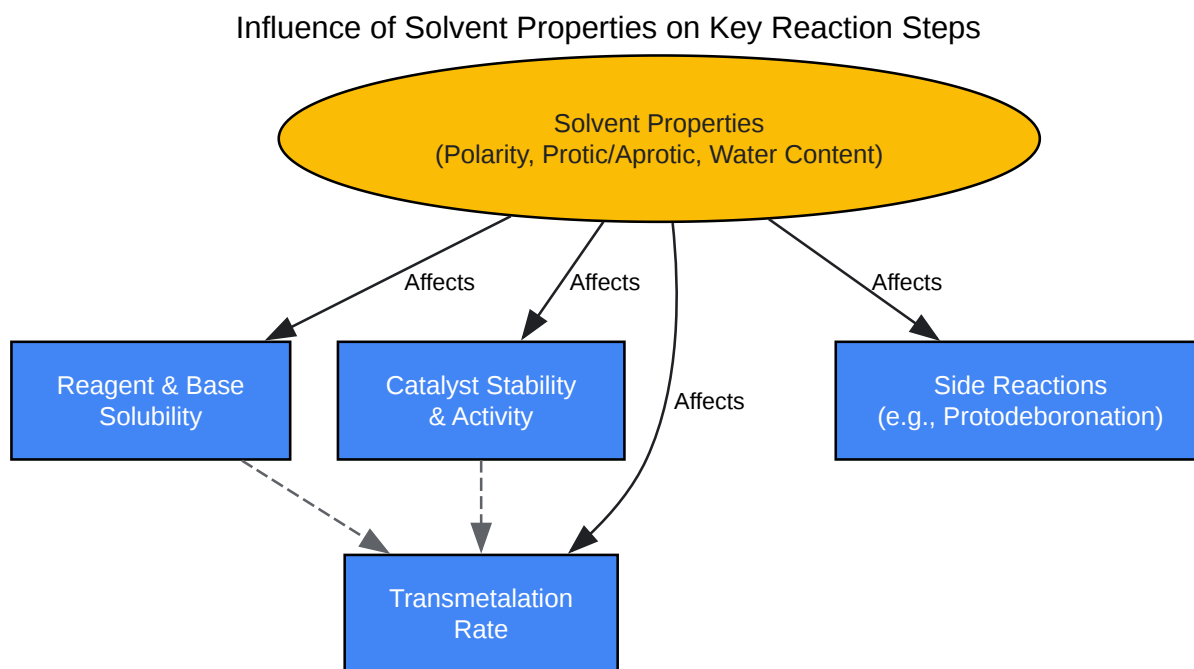 Influence of Solvent Properties on Key Reaction Steps
Solvent Properties
(Polarity, Protic/Aprotic, Water Content)
Affects
Affects
Affects
Reagent & Base
Solubility
Catalyst Stability
& Activity
Affects
Side Reactions
(e.g., Protodeboronation)
Transmetalation
Rate